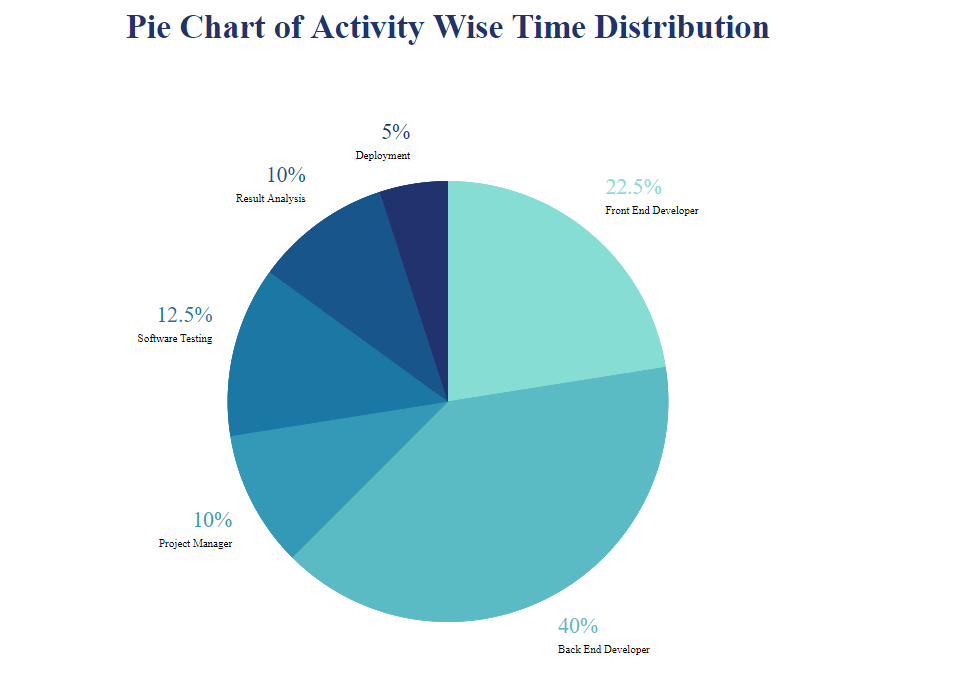 Pie Chart of Activity Wise Time Distribution
5%
Deployment
10%
Result Analysis
22.5%
Front End Developer
12.5%
Software Testing
10%
Project Manager
40%
Back End Developer